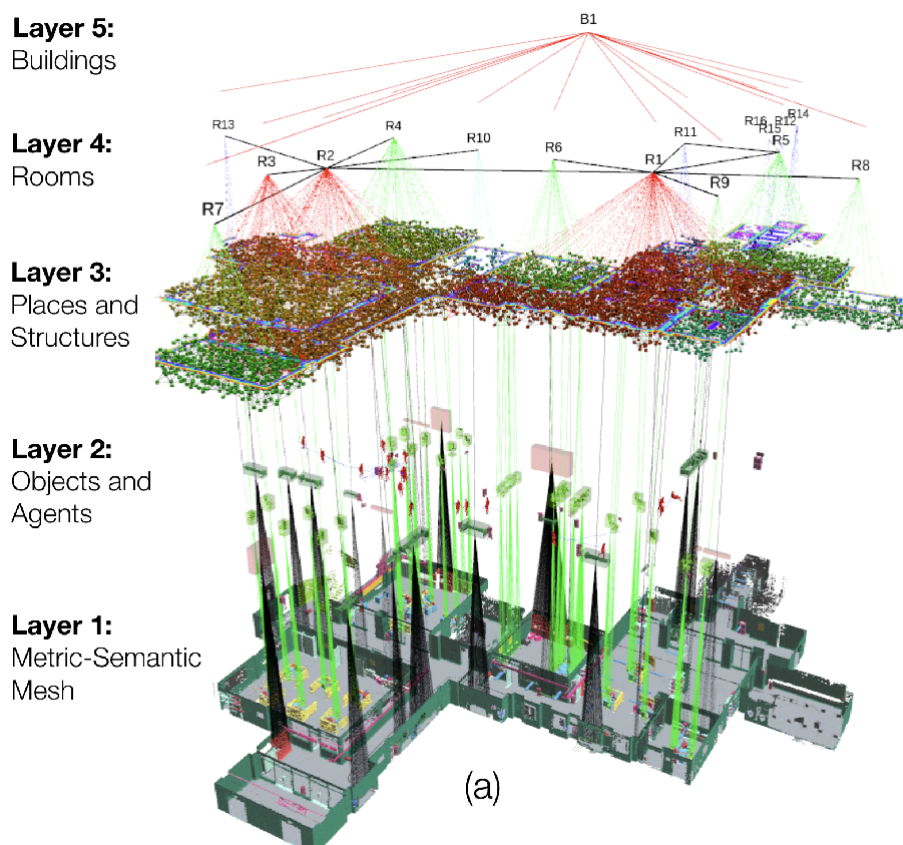 Layer 5:
Buildings
B1
Layer 4:
Rooms
R13
R3
R2
R4
R10
R6
R1
R11
R16
R12
R14
R15
R5
R8
R9
R7
Layer 3:
Places and
Structures
Layer 2:
Objects and
Agents
Layer 1:
Metric-Semantic
Mesh
(a)